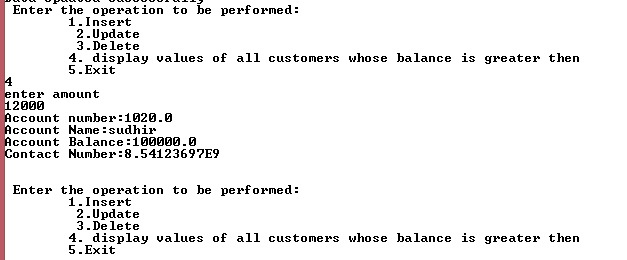 Data updated successfully
Enter the operation to be performed:
1.Insert
2.Update
3.Delete
4. display values of all customers whose balance is greater then
5.Exit
4
enter amount
12000
Account number:1020.0
Account Name:sudhir
Account Balance:100000.0
Contact Number:8.54123697E9
Enter the operation to be performed:
1.Insert
2.Update
3.Delete
4. display values of all customers whose balance is greater then
5.Exit